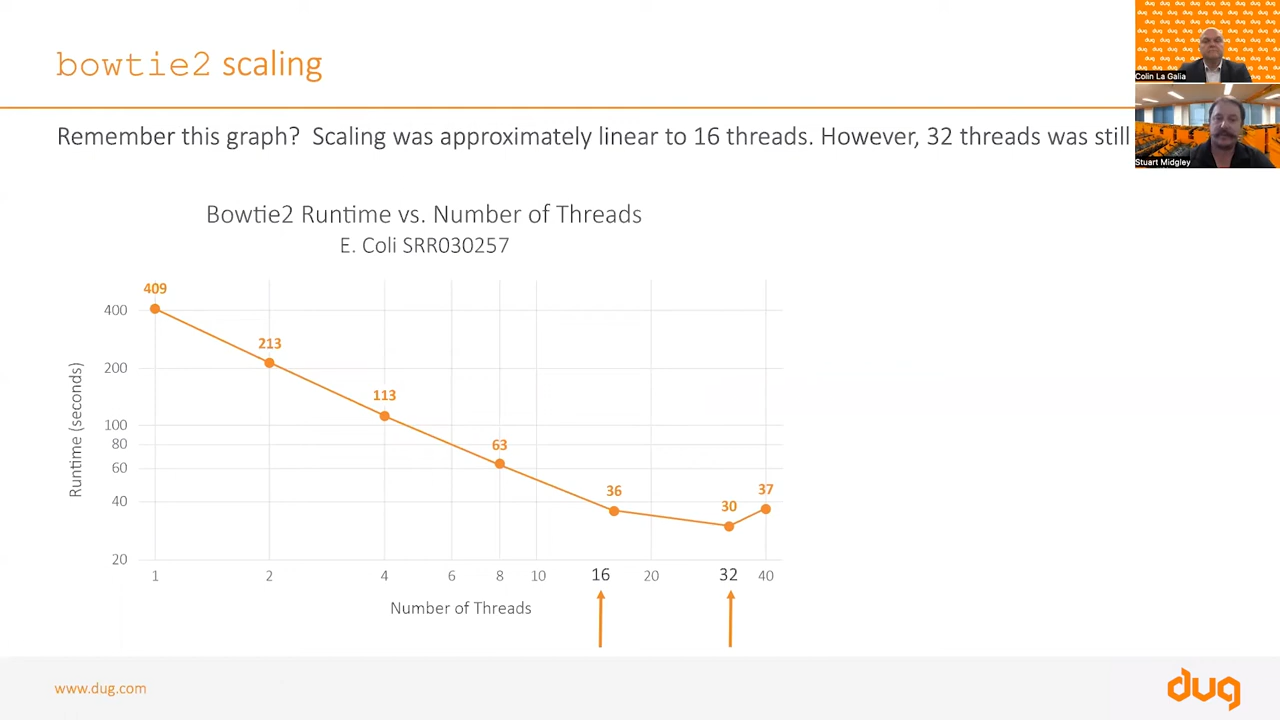 bowtie2 scaling
Remember this graph? Scaling was approximately linear to 16 threads. However, 32 threads was still
Colin La Galia
Stuart Midgley
Bowtie2 Runtime vs. Number of Threads
E. Coli SRR030257
409
213
113
63
36
30
37
400
200
100
80
60
40
20
Runtime (seconds)
1 2 4 6 8 10 16 20 32 40
Number of Threads
www.dug.com
dug